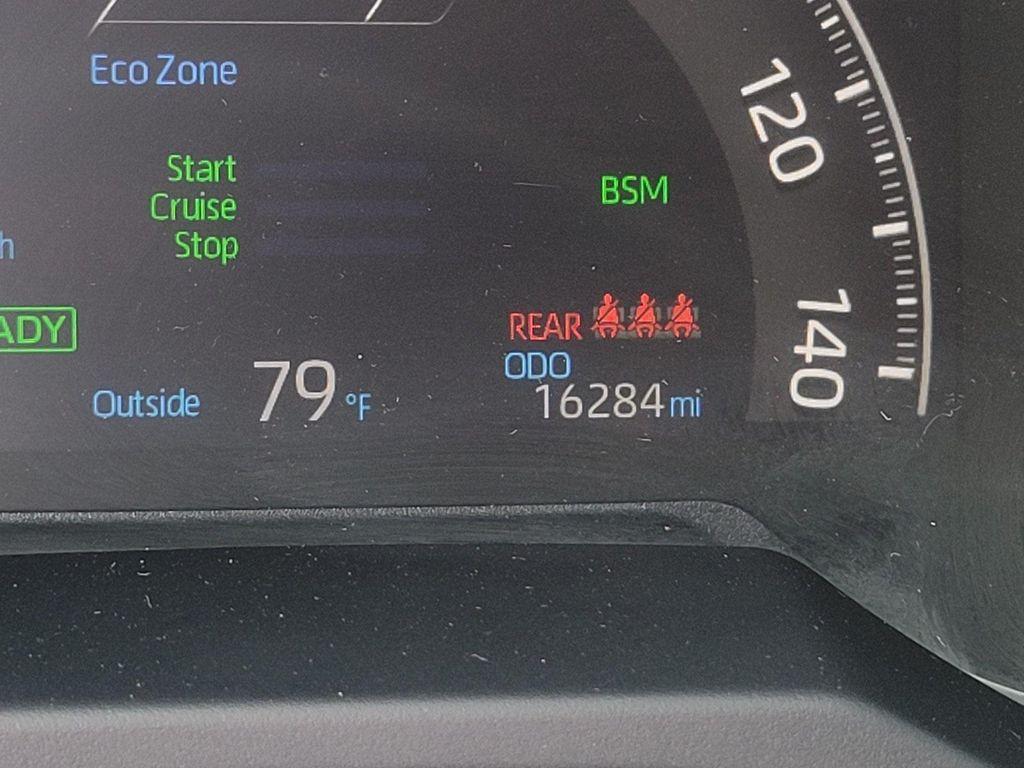 Eco Zone
120
Start
Cruise
BSM
Stop
h
ADY
REAR
140
ODO
Outside 79 °F
16284 mi